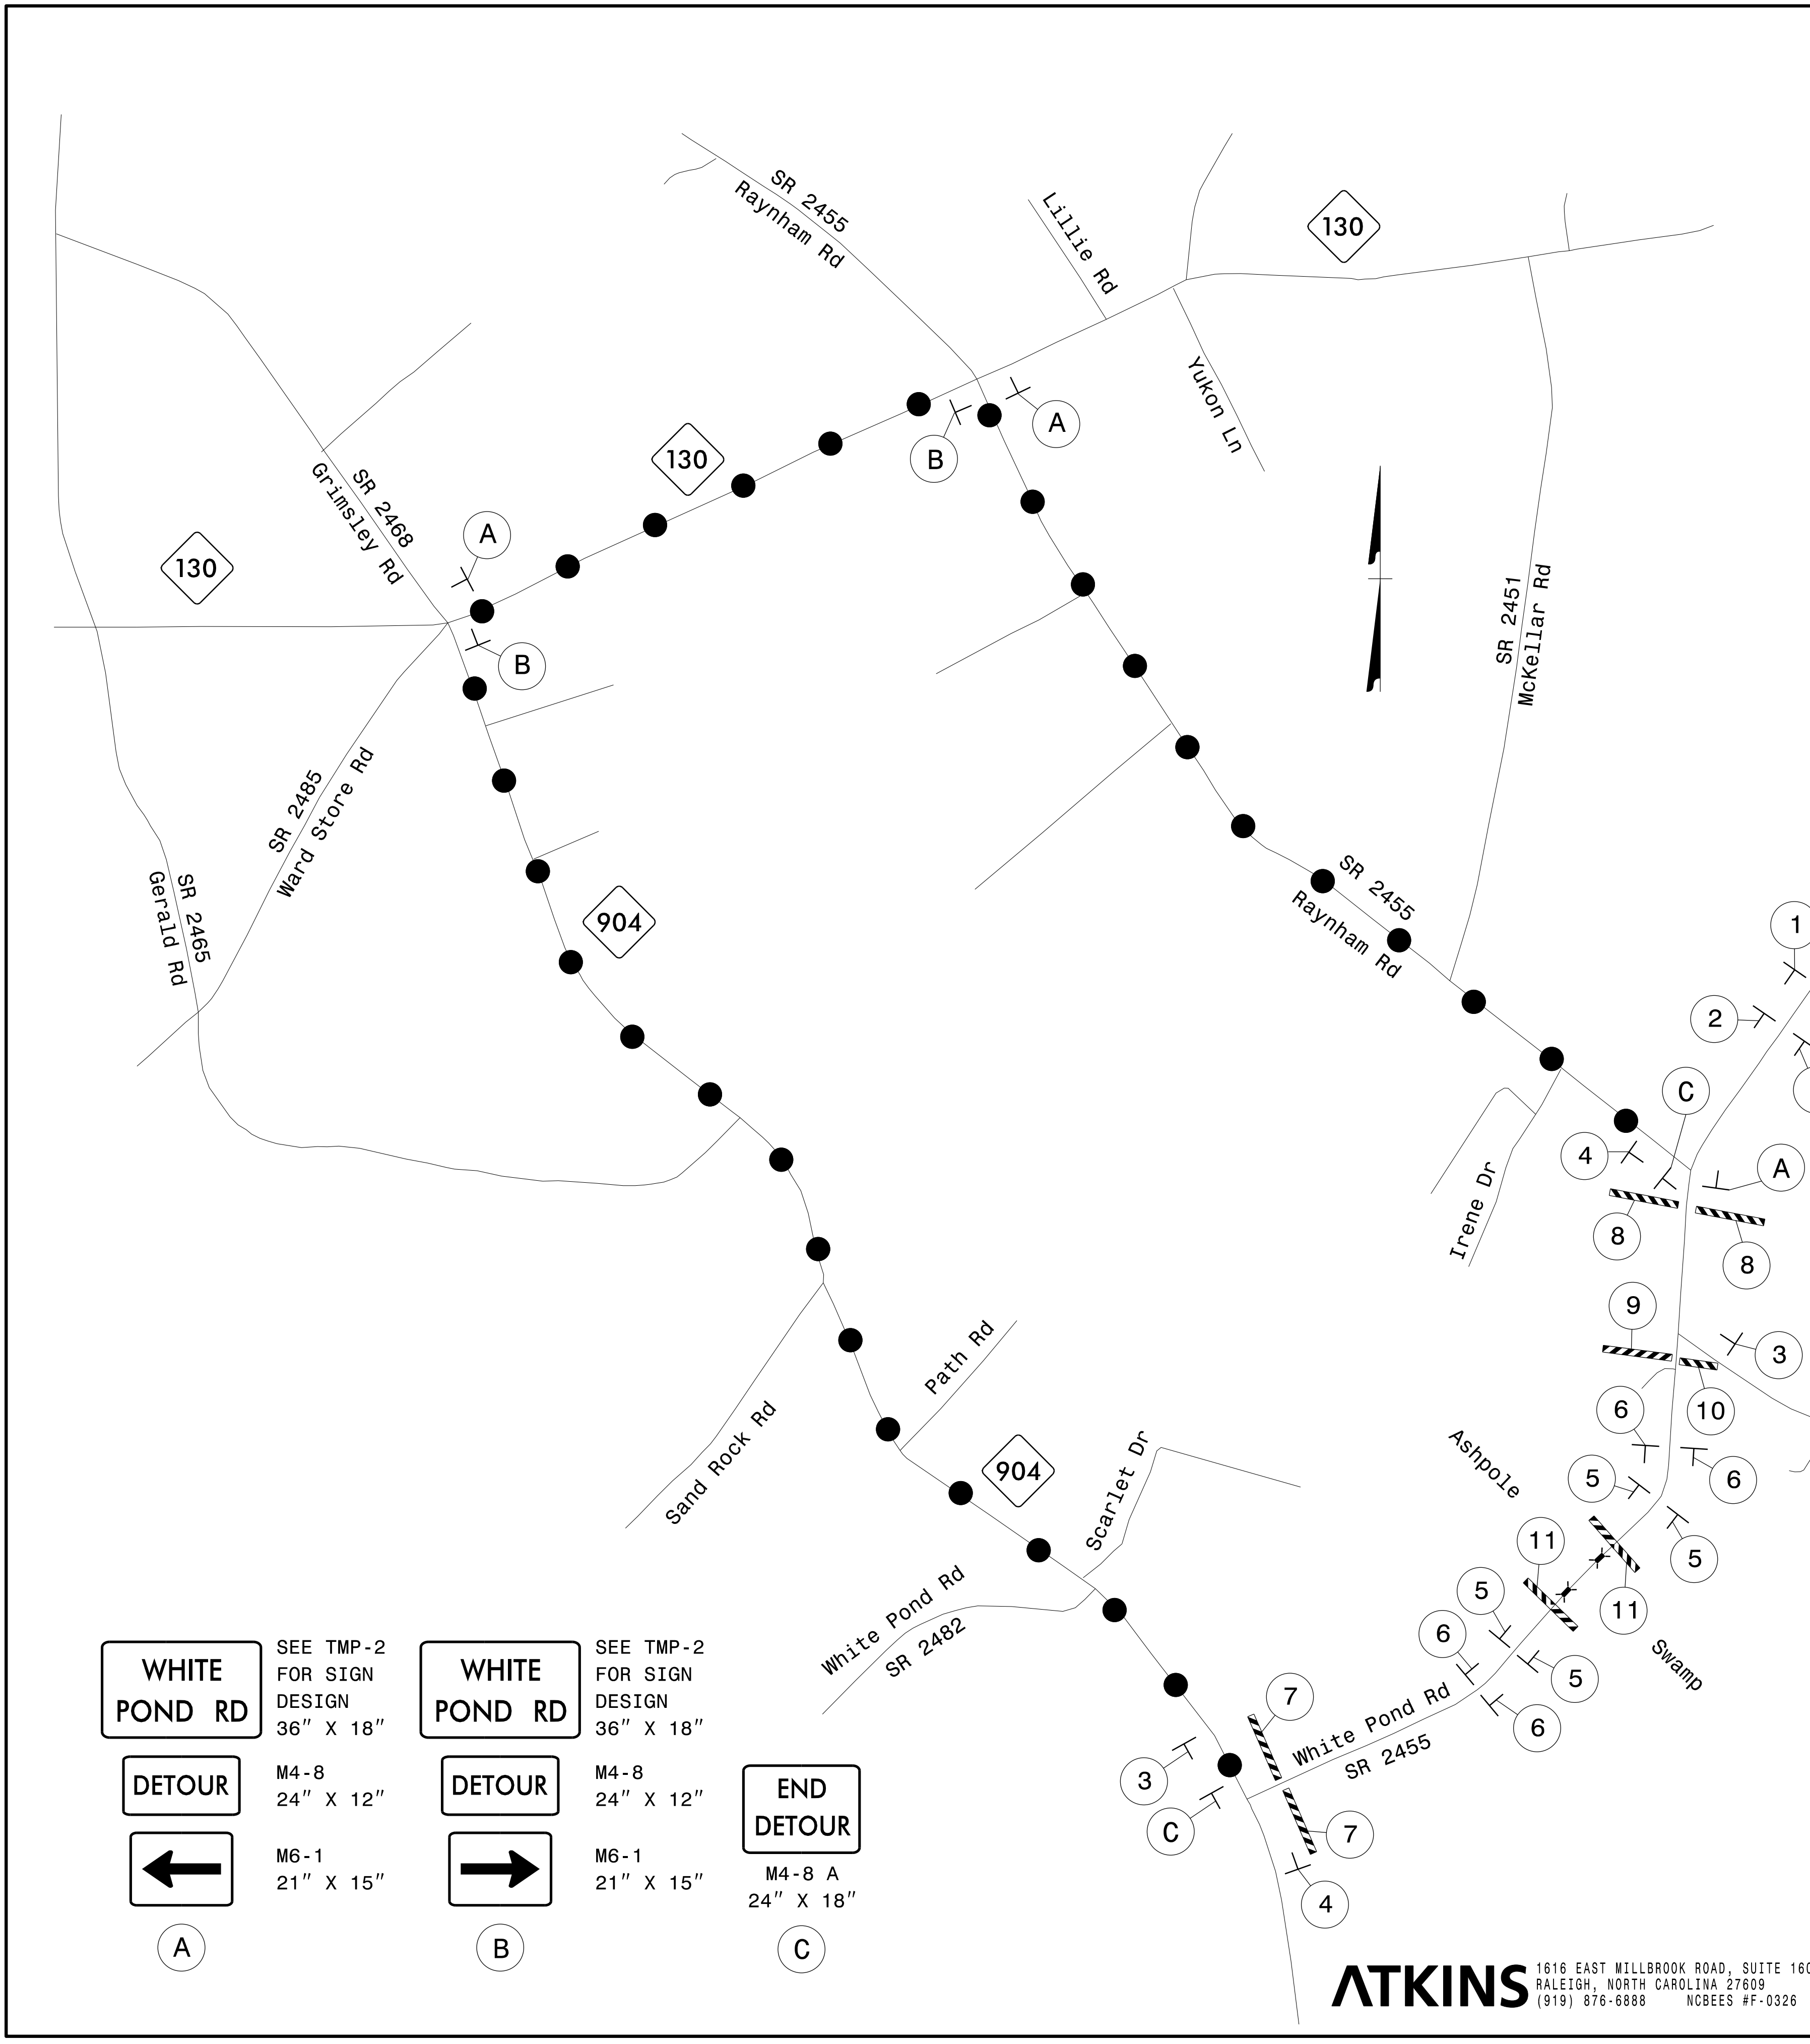 SR 2455
Raynham Rd
Lillie Rd
130
Yukon Ln
A
B
130
SR 2468
Grimsley Rd
A
130
B
SR 2451
McKellar Rd
SR 2485
Ward Store Rd
SR 2465
Gerald Rd
904
SR 2455
Raynham Rd
1
2
C
4
A
8
8
Irene Dr
9
3
10
6
6
Path Rd
Sand Rock Rd
904
Scarlet Dr
Ashpole
5
5
11
11
5
5
6
6
Swamp
White Pond Rd
SR 2482
7
White Pond Rd
SR 2455
3
C
7
4
WHITE
POND RD
SEE TMP-2
FOR SIGN
DESIGN
36" X 18"
DETOUR
M4-8
24" X 12"
M6-1
21" X 15"
A
WHITE
POND RD
SEE TMP-2
FOR SIGN
DESIGN
36" X 18"
DETOUR
M4-8
24" X 12"
M6-1
21" X 15"
B
END
DETOUR
M4-8 A
24" X 18"
C
ATKINS
1616 EAST MILLBROOK ROAD, SUITE 160
RALEIGH, NORTH CAROLINA 27609
(919) 876-6888 NCBEES #F-0326